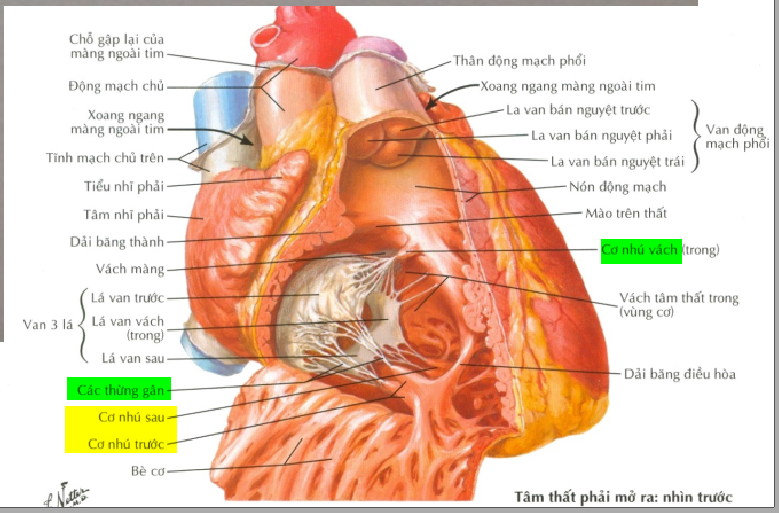 Chỗ gập lại của
màng ngoài tim
Động mạch chủ
Xoang ngang
màng ngoài tim
Tĩnh mạch chủ trên
Tiểu nhĩ phải
Tâm nhĩ phải
Dải băng thành
Vách màng
Van 3 lá
Lá van trước
Lá van vách
(trong)
Lá van sau
Các thừng gân
Cơ nhú sau
Cơ nhú trước
Bè cơ
Thân động mạch phổi
Xoang ngang màng ngoài tim
La van bán nguyệt trước
La van bán nguyệt phải
La van bán nguyệt trái
Van động
mạch phổi
Nón động mạch
Mào trên thất
Cơ nhú vách (trong)
Vách tâm thất trong
(vùng cơ)
Dải băng điều hòa
Tâm thất phải mở ra: nhìn trước